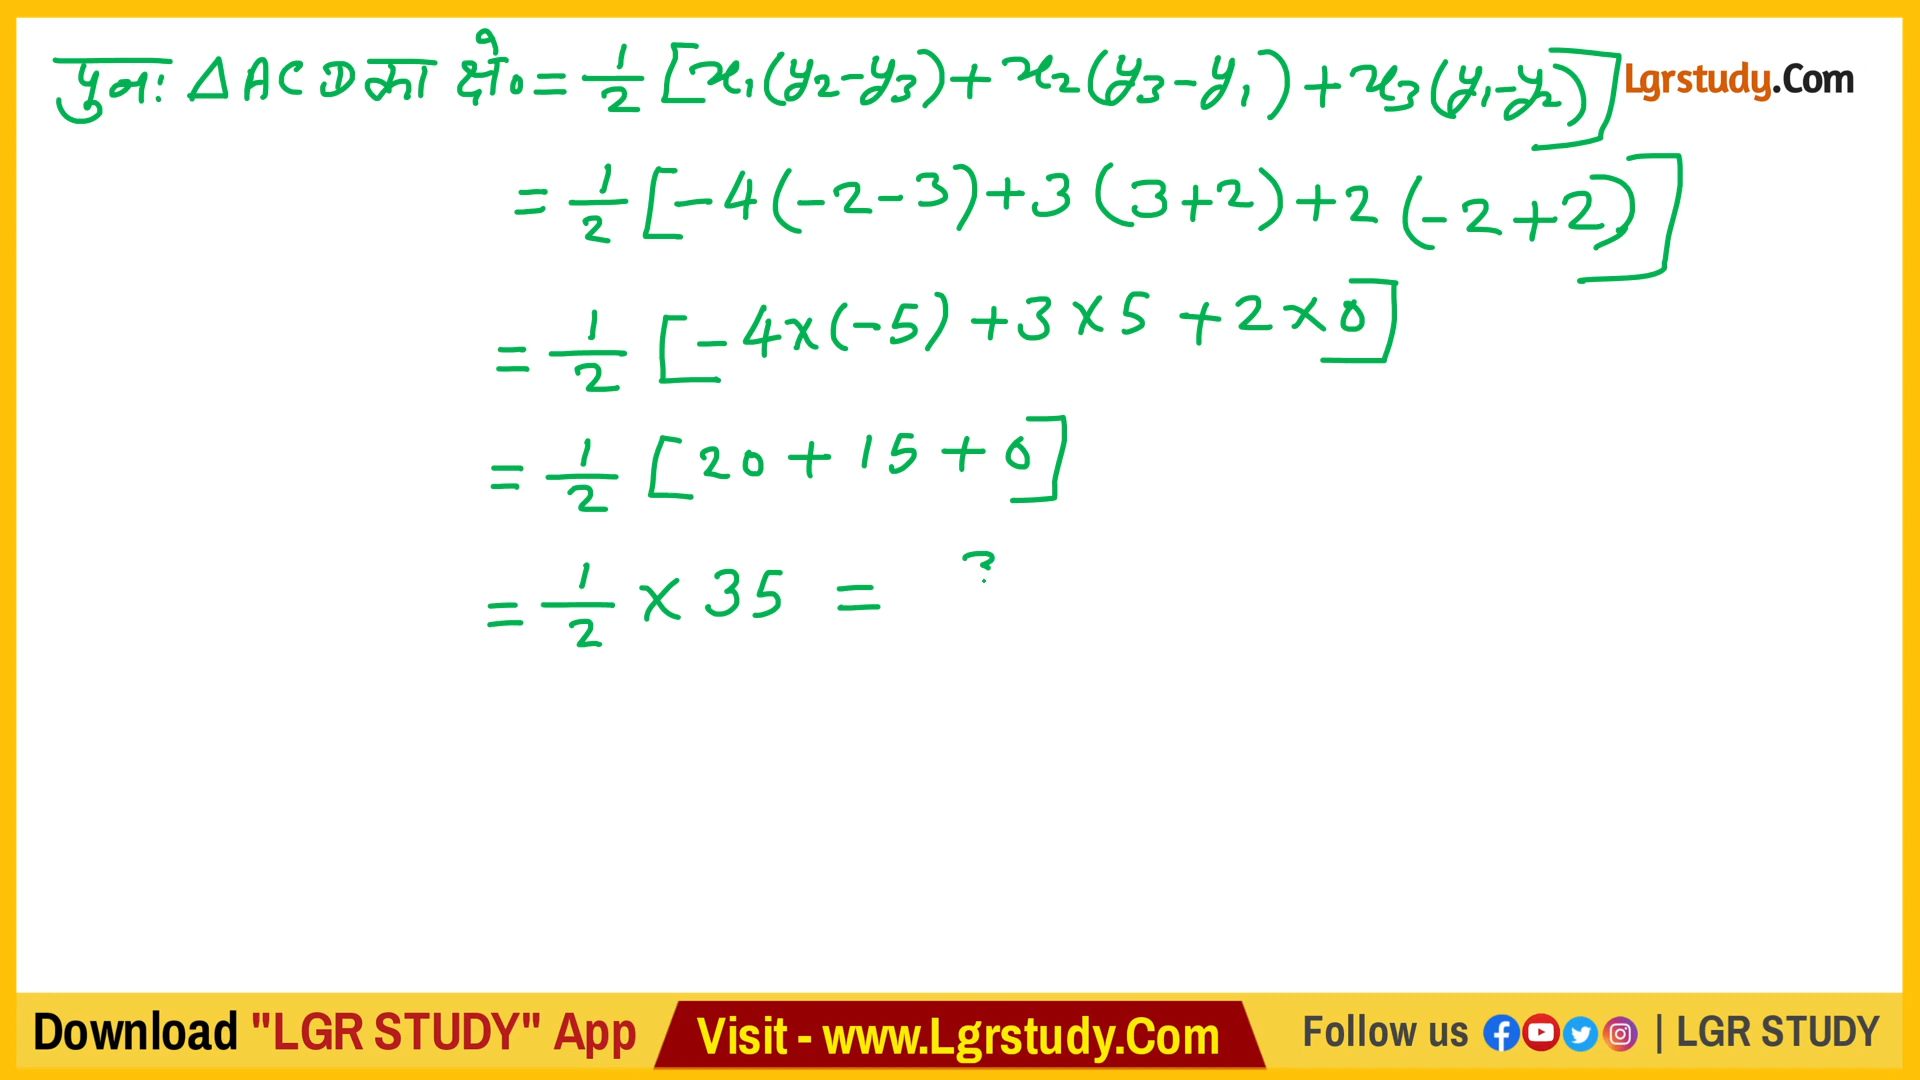 पुनः △ACD का क्षे० = 1/2 [x₁(y₂-y₃)+x₂(y₃-y₁)+x₃(y₁-y₂)]
Lgrstudy.Com
= 1/2 [-4(-2-3)+3(3+2)+2(-2+2)]
= 1/2 [-4×(-5)+3×5+2×0]
= 1/2 [20+15+0]
= 1/2 × 35 =
Download "LGR STUDY" App
Visit - www.Lgrstudy.Com
Follow us | LGR STUDY